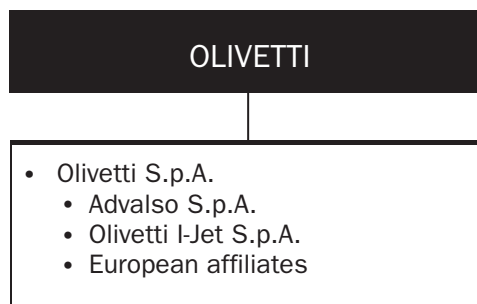 OLIVETTI
• Olivetti S.p.A.
• Advalso S.p.A.
• Olivetti I-Jet S.p.A.
• European affiliates